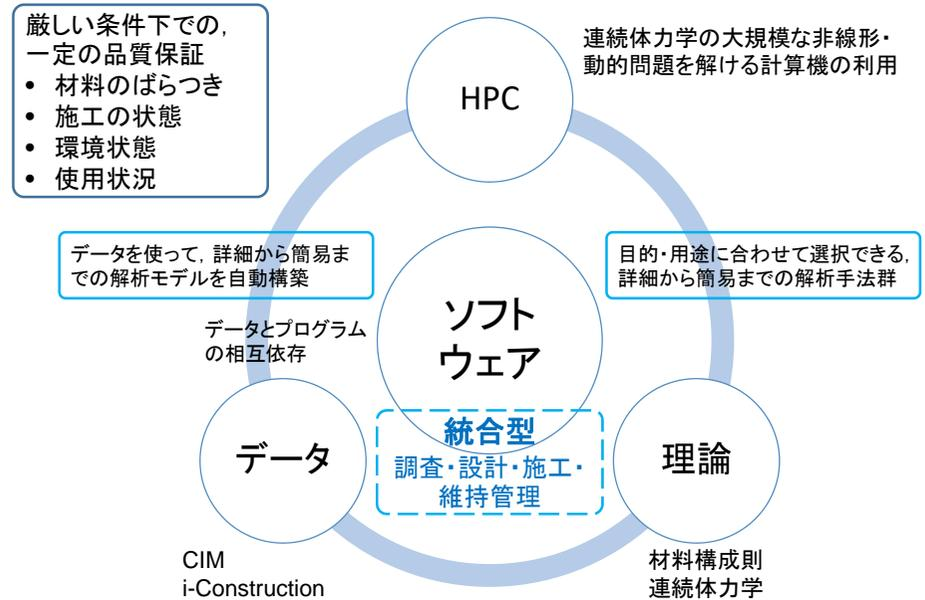 厳しい条件下での,
一定の品質保証
• 材料のばらつき
• 施工の状態
• 環境状態
• 使用状況
HPC
連続体力学の大規模な非線形・
動的問題を解ける計算機の利用
データを使って, 詳細から簡易ま
での解析モデルを自動構築
目的・用途に合わせて選択できる,
詳細から簡易までの解析手法群
データとプログラム
の相互依存
ソフト
ウェア
統合型
調査・設計・施工・
維持管理
データ
理論
CIM
i-Construction
材料構成則
連続体力学